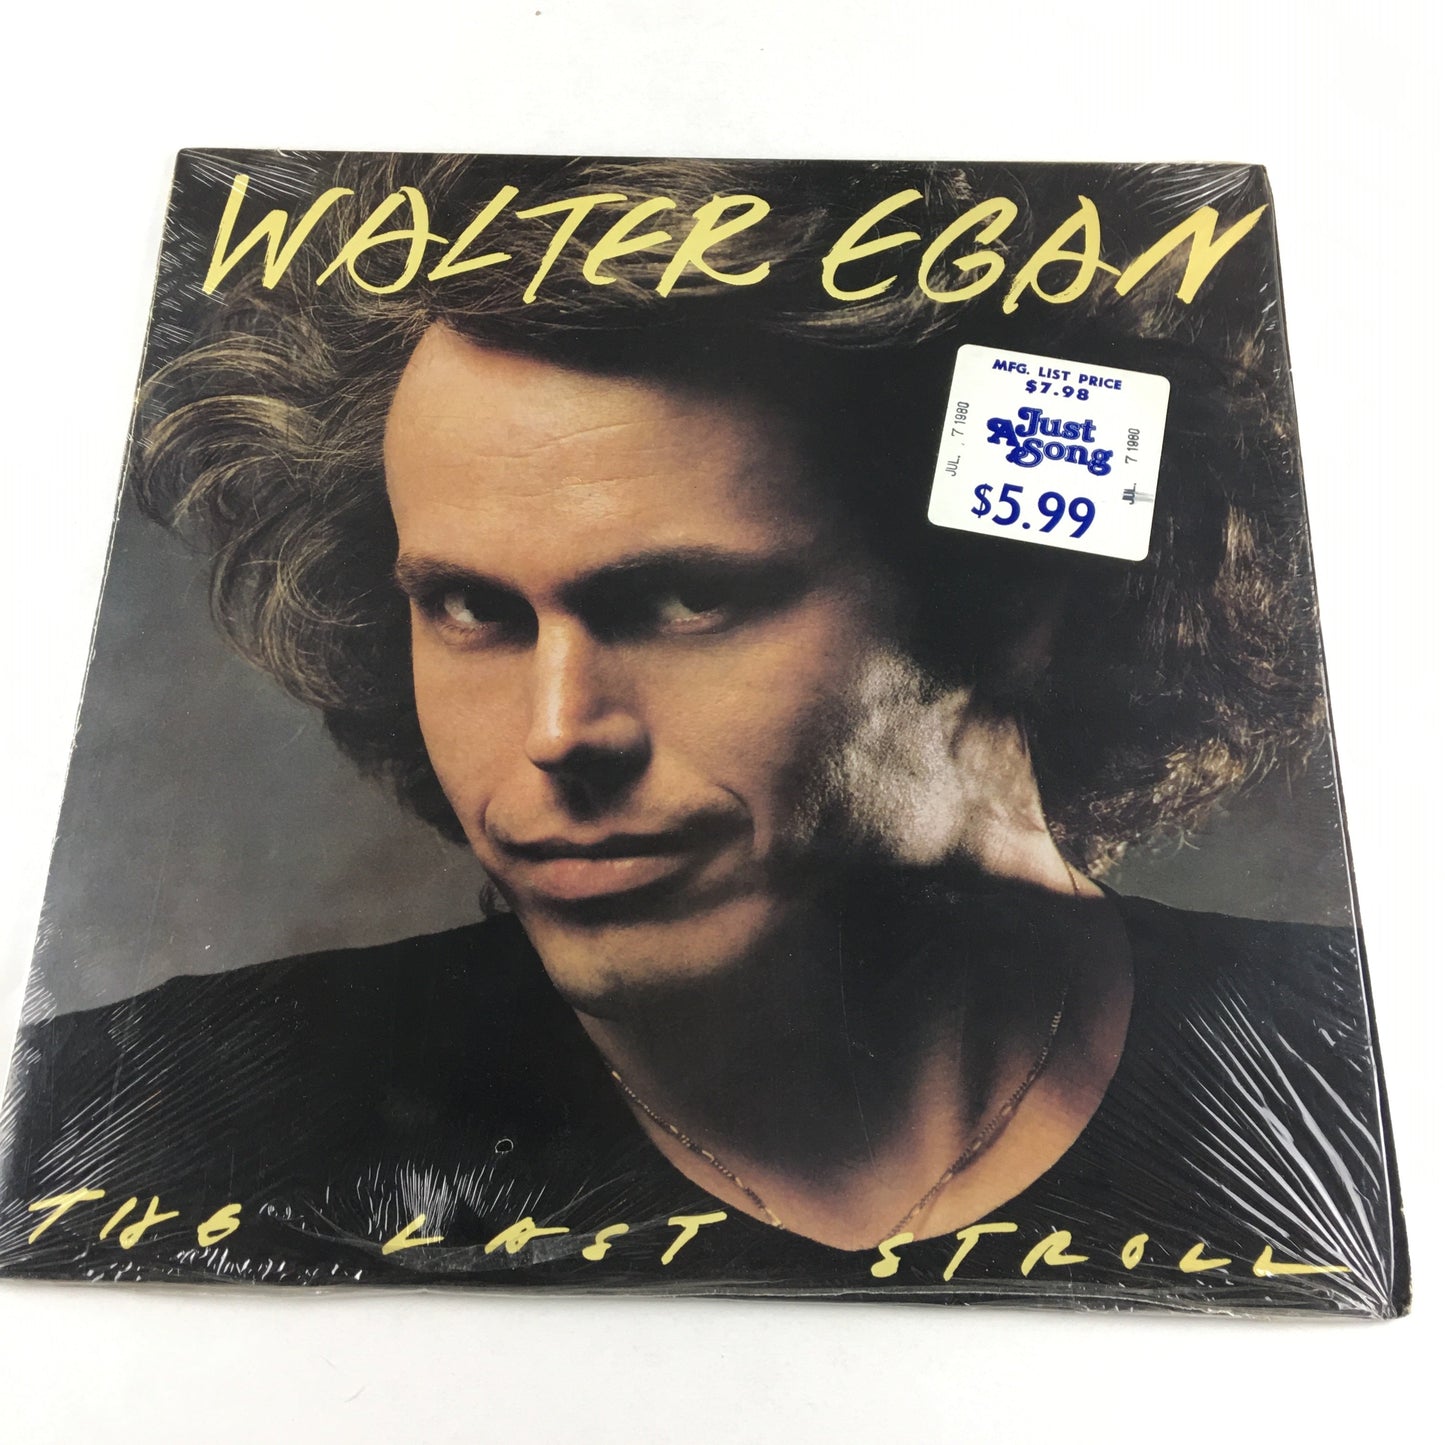 WALTER EGAN
MFG. LIST PRICE
$7.98
JUL. 7 1980
Just
A Song
JUL. 7 1980
$5.99
THE LAST STROLL